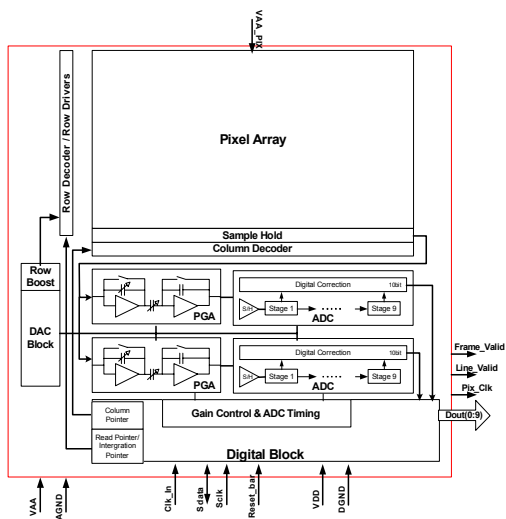 VAA_PIX
Row Decoder / Row Drivers
Pixel Array
Sample Hold
Column Decoder
Row
Boost
DAC
Block
PGA
Digital Correction
10bit
S/H
Stage 1
Stage 9
ADC
PGA
Digital Correction
10bit
S/H
Stage 1
Stage 9
ADC
Frame_Valid
Line_Valid
Pix_Clk
Dout(0:9)
Column
Pointer
Gain Control & ADC Timing
Read Pointer/
Intergration
Pointer
Digital Block
VAA
AGND
Clk_In
Sdata
Sclk
Reset_bar
VDD
DGND